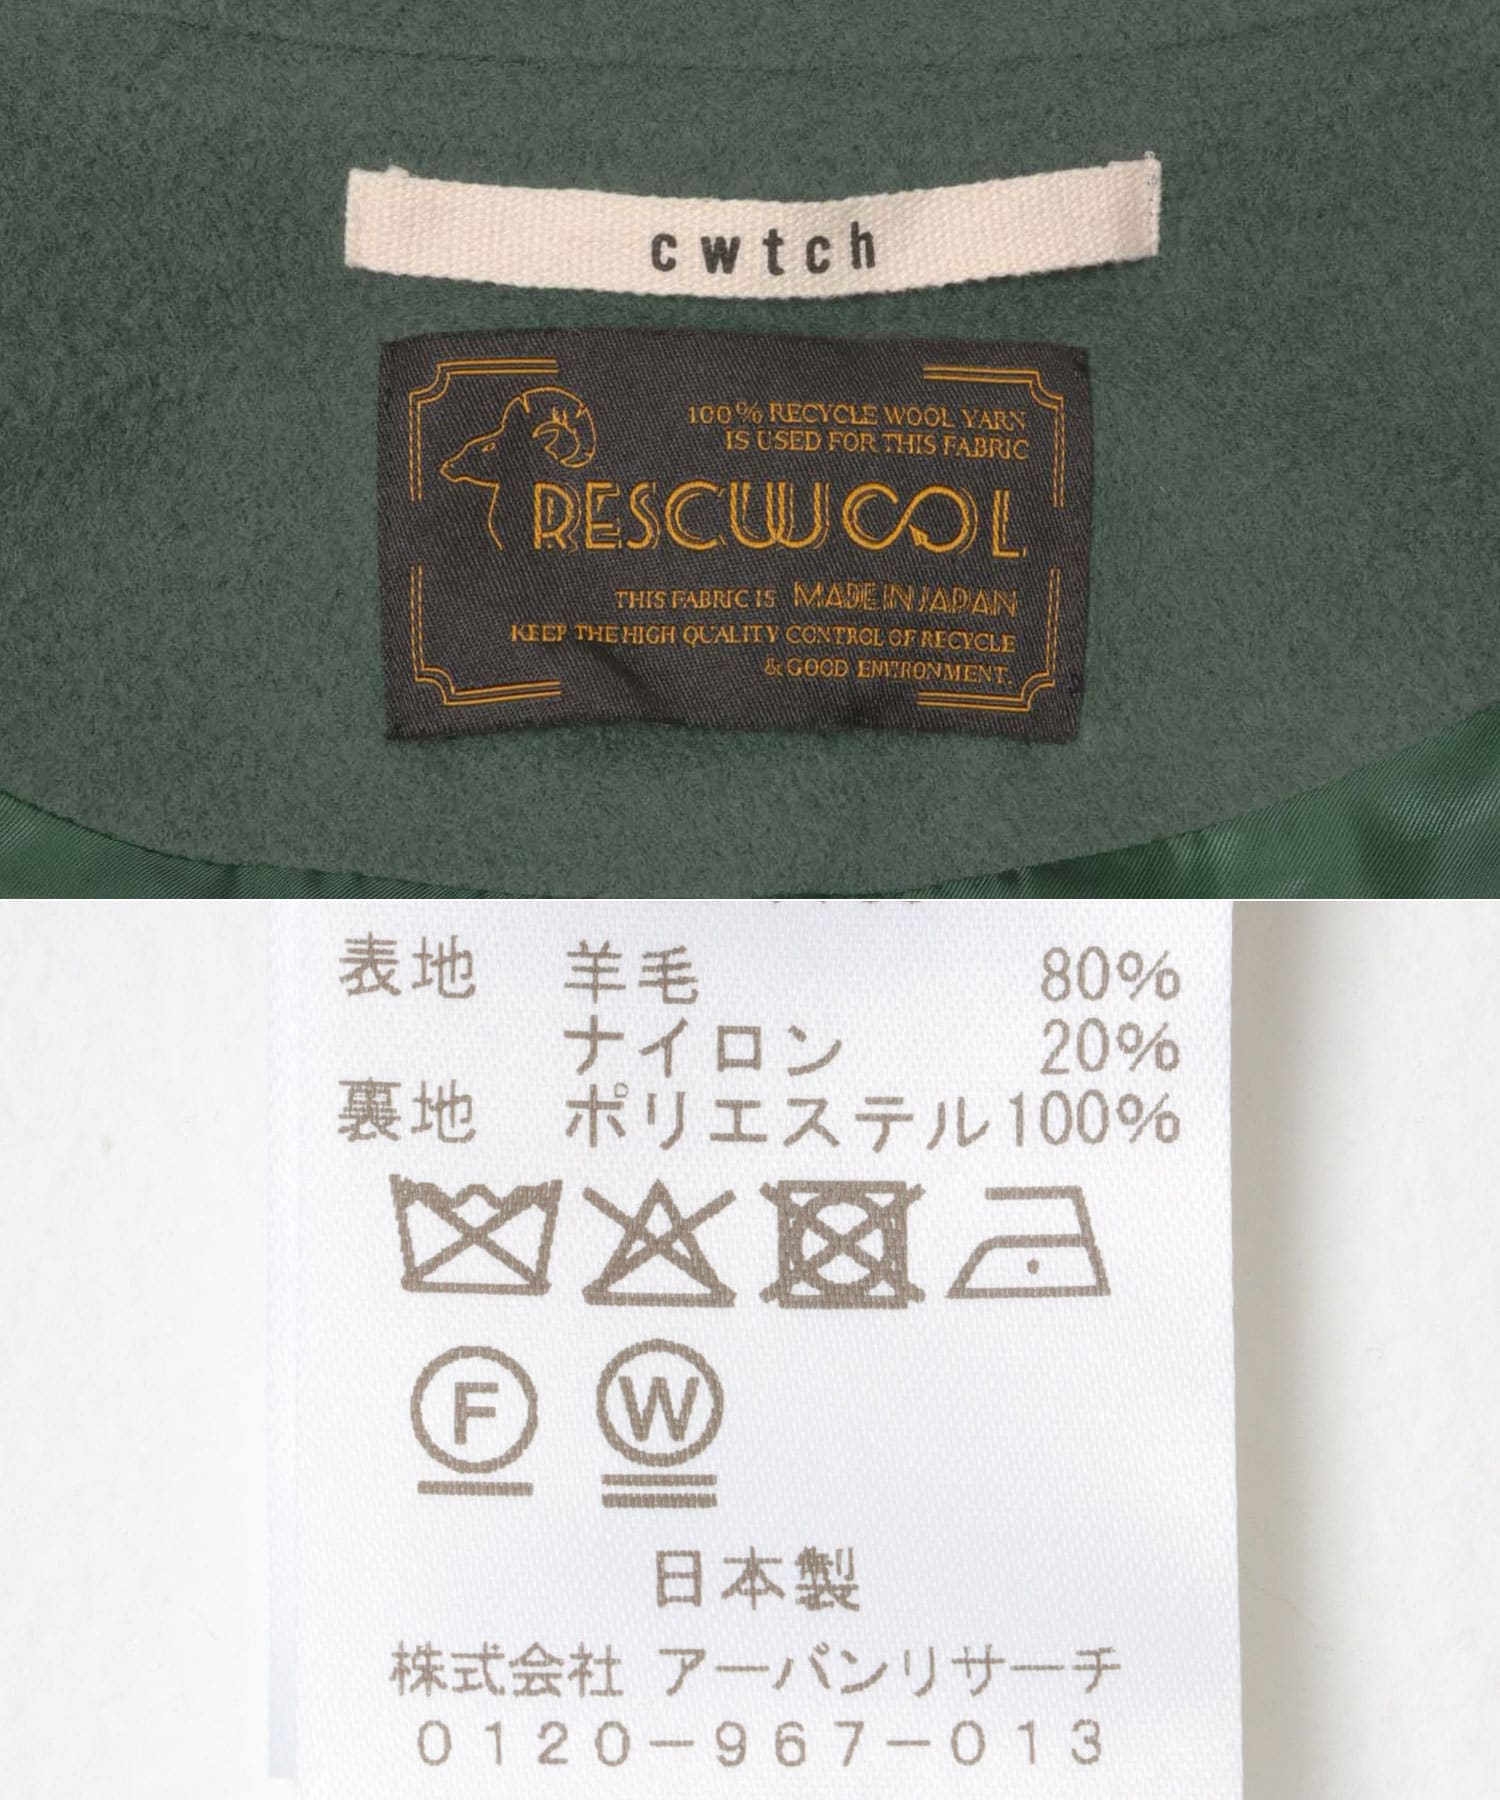 cwtch
100% RECYCLE WOOL YARN
IS USED FOR THIS FABRIC
RESCWOOL
THIS FABRIC IS MADE IN JAPAN
KEEP THE HIGH QUALITY CONTROL OF RECYCLE
& GOOD ENVIRONMENT.
表地 羊毛 80%
ナイロン 20%
裏地 ポリエステル100%
F W
日本製
株式会社 アーバンリサーチ
0120-967-013